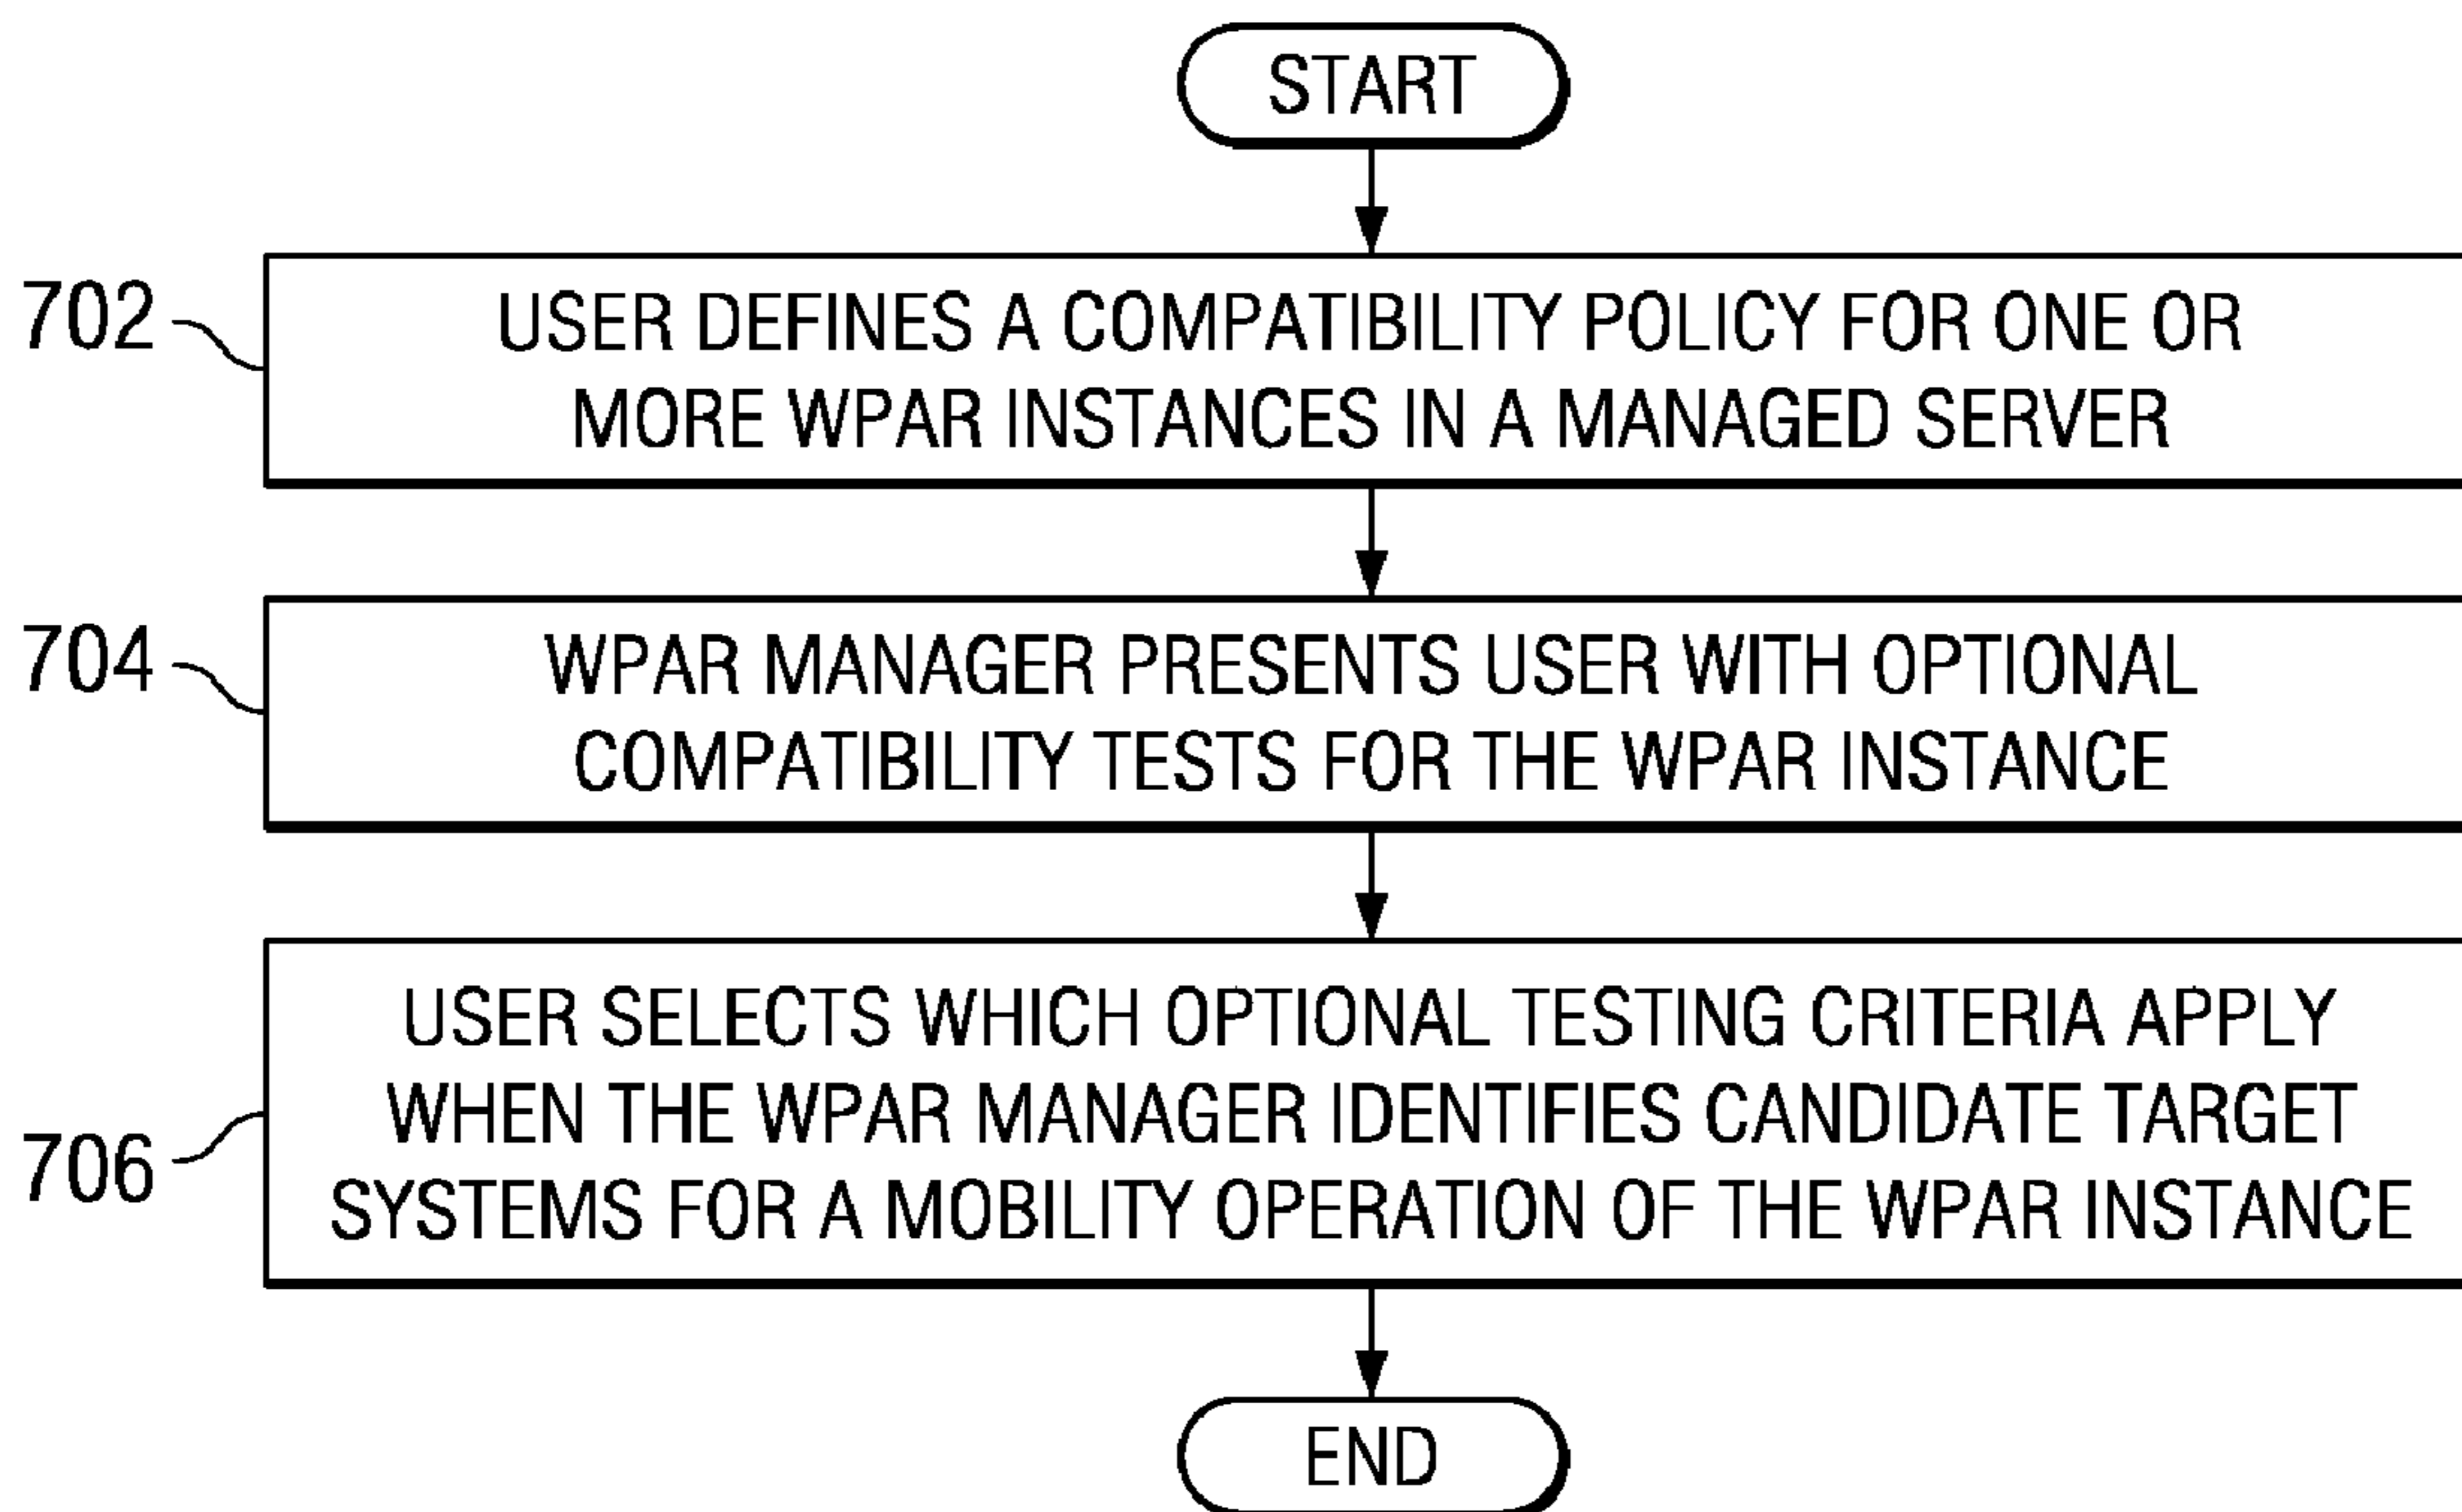 START
702
USER DEFINES A COMPATIBILITY POLICY FOR ONE OR
MORE WPAR INSTANCES IN A MANAGED SERVER
704
WPAR MANAGER PRESENTS USER WITH OPTIONAL
COMPATIBILITY TESTS FOR THE WPAR INSTANCE
706
USER SELECTS WHICH OPTIONAL TESTING CRITERIA APPLY
WHEN THE WPAR MANAGER IDENTIFIES CANDIDATE TARGET
SYSTEMS FOR A MOBILITY OPERATION OF THE WPAR INSTANCE
END